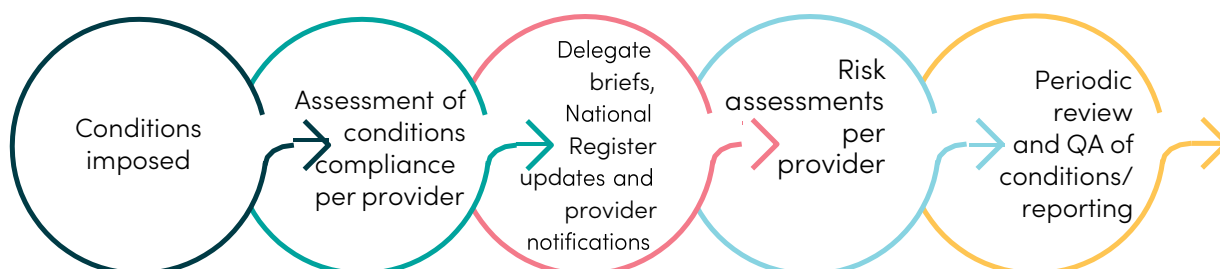 Conditions
imposed
Assessment of
conditions
compliance
per provider
Delegate
briefs,
National
Register
updates and
provider
notifications
Risk
assessments
per
provider
Periodic
review
and QA of
conditions/
reporting